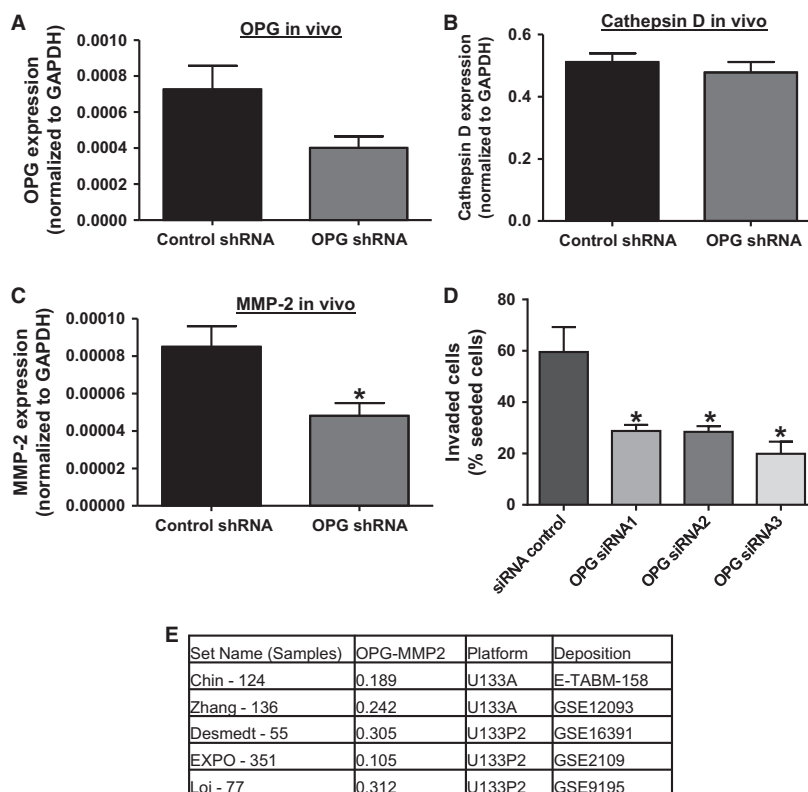 A
OPG in vivo
OPG expression
(normalized to GAPDH)
0.0010
0.0008
0.0006
0.0004
0.0002
0.0000
Control shRNA OPG shRNA
B
Cathepsin D in vivo
Cathepsin D expression
(normalized to GAPDH)
0.6
0.4
0.2
0.0
Control shRNA OPG shRNA
C
MMP-2 in vivo
MMP-2 expression
(normalized to GAPDH)
0.00010
0.00008
0.00006
0.00004
0.00002
0.00000
*
Control shRNA OPG shRNA
D
Invaded cells
(% seeded cells)
80
60
40
20
0
* * *
siRNA control
OPG siRNA1
OPG siRNA2
OPG siRNA3
E
Set Name (Samples) OPG-MMP2 Platform Deposition
Chin - 124 0.189 U133A E-TABM-158
Zhang - 136 0.242 U133A GSE12093
Desmedt - 55 0.305 U133P2 GSE16391
EXPO - 351 0.105 U133P2 GSE2109
Loi - 77 0.312 U133P2 GSE9195